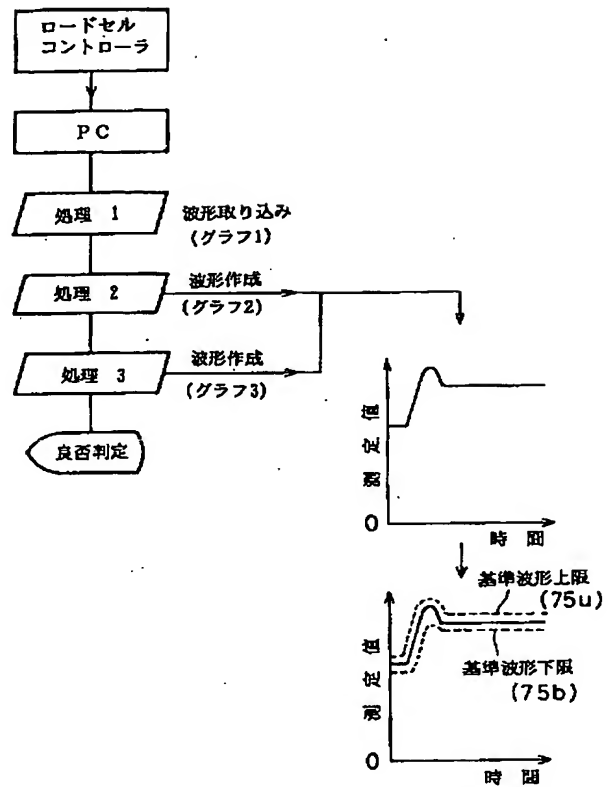 ロードセル
コントローラ
PC
処理 1
波形取り込み
(グラフ1)
処理 2
波形作成
(グラフ2)
処理 3
波形作成
(グラフ3)
良否判定
測定値
0
時間
基準波形上限
(75u)
測定値
基準波形下限
(75b)
0
時間